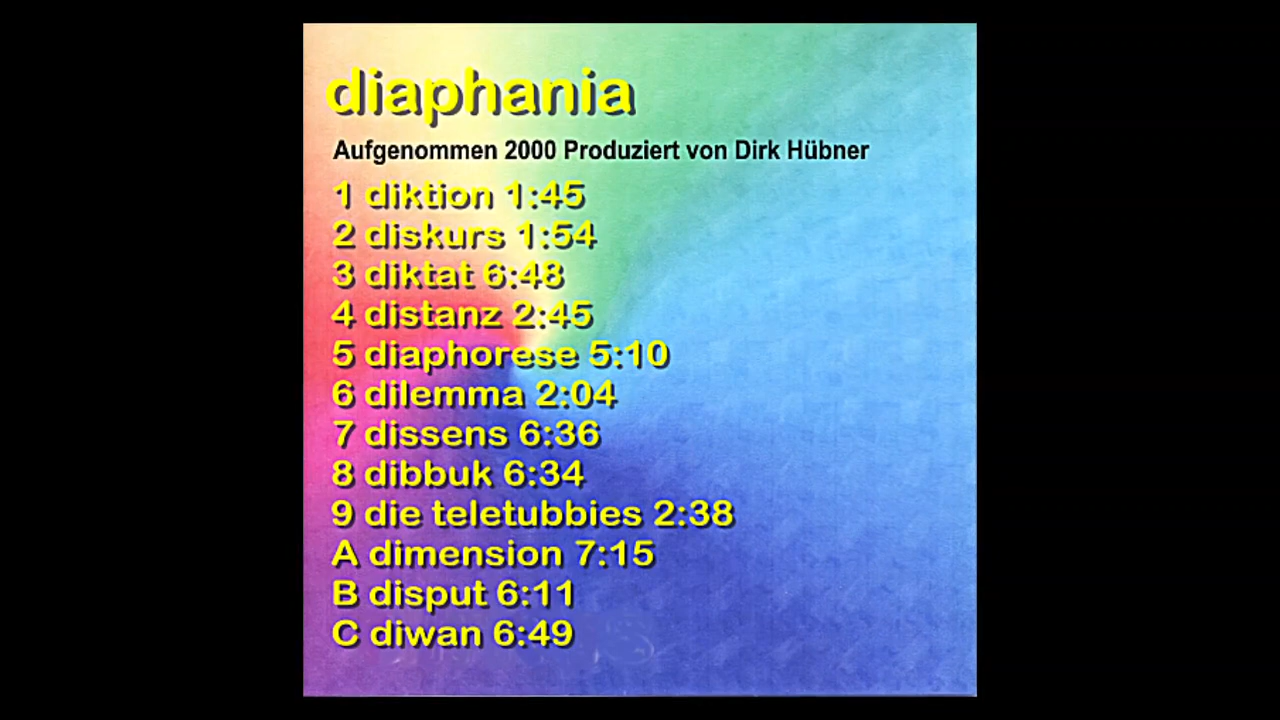 diaphania
Aufgenommen 2000 Produziert von Dirk Hübner
1 diktion 1:45
2 diskurs 1:54
3 diktat 6:48
4 distanz 2:45
5 diaphorese 5:10
6 dilemma 2:04
7 dissens 6:36
8 dibbuk 6:34
9 die teletubbies 2:38
A dimension 7:15
B disput 6:11
C diwan 6:49